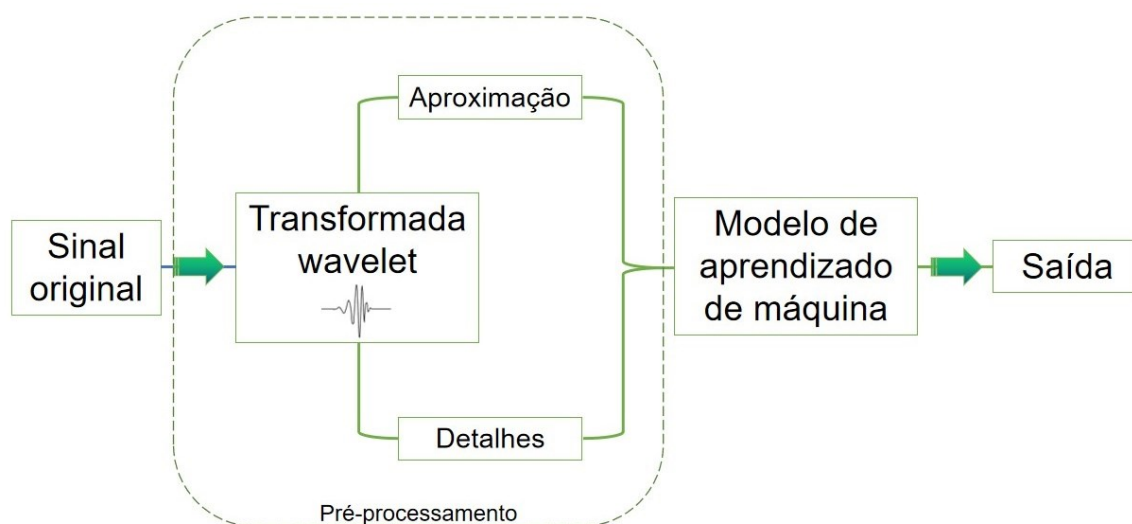 Sinal
original
Transformada
wavelet
Aproximação
Detalhes
Pré-processamento
Modelo de
aprendizado
de máquina
Saída